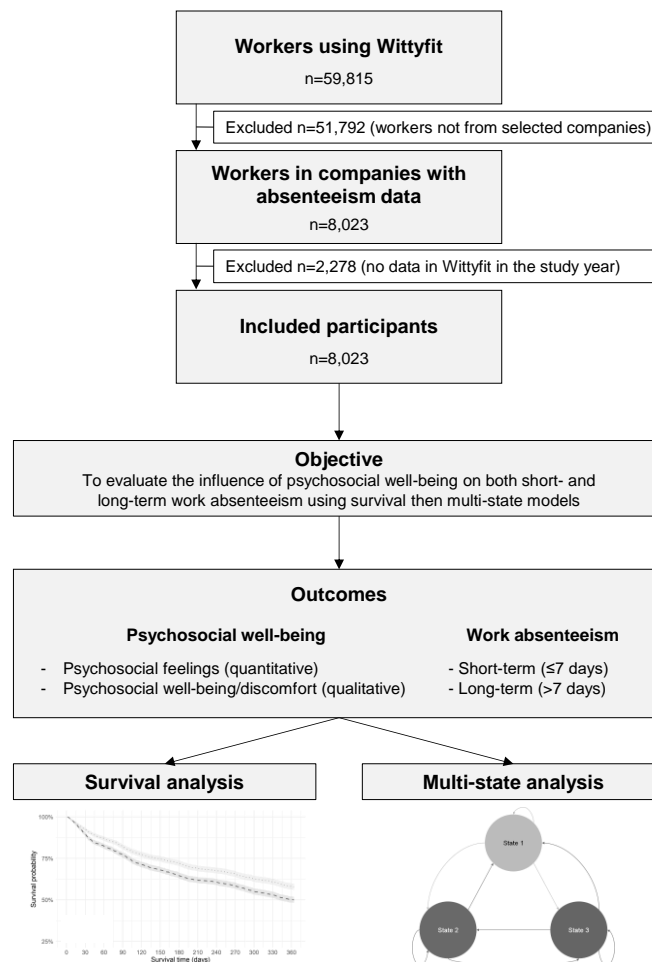 Workers using Wittyfit
n=59,815
Excluded n=51,792 (workers not from selected companies)
Workers in companies with
absenteeism data
n=8,023
Excluded n=2,278 (no data in Wittyfit in the study year)
Included participants
n=8,023
Objective
To evaluate the influence of psychosocial well-being on both short- and
long-term work absenteeism using survival then multi-state models
Outcomes
Psychosocial well-being
- Psychosocial feelings (quantitative)
- Psychosocial well-being/discomfort (qualitative)
Work absenteeism
- Short-term (≤7 days)
- Long-term (>7 days)
Survival analysis
100%
75%
50%
25%
Survival probability
0 30 60 90 120 150 180 210 240 270 300 330 360
Survival time (days)
Multi-state analysis
State 1
State 2
State 3